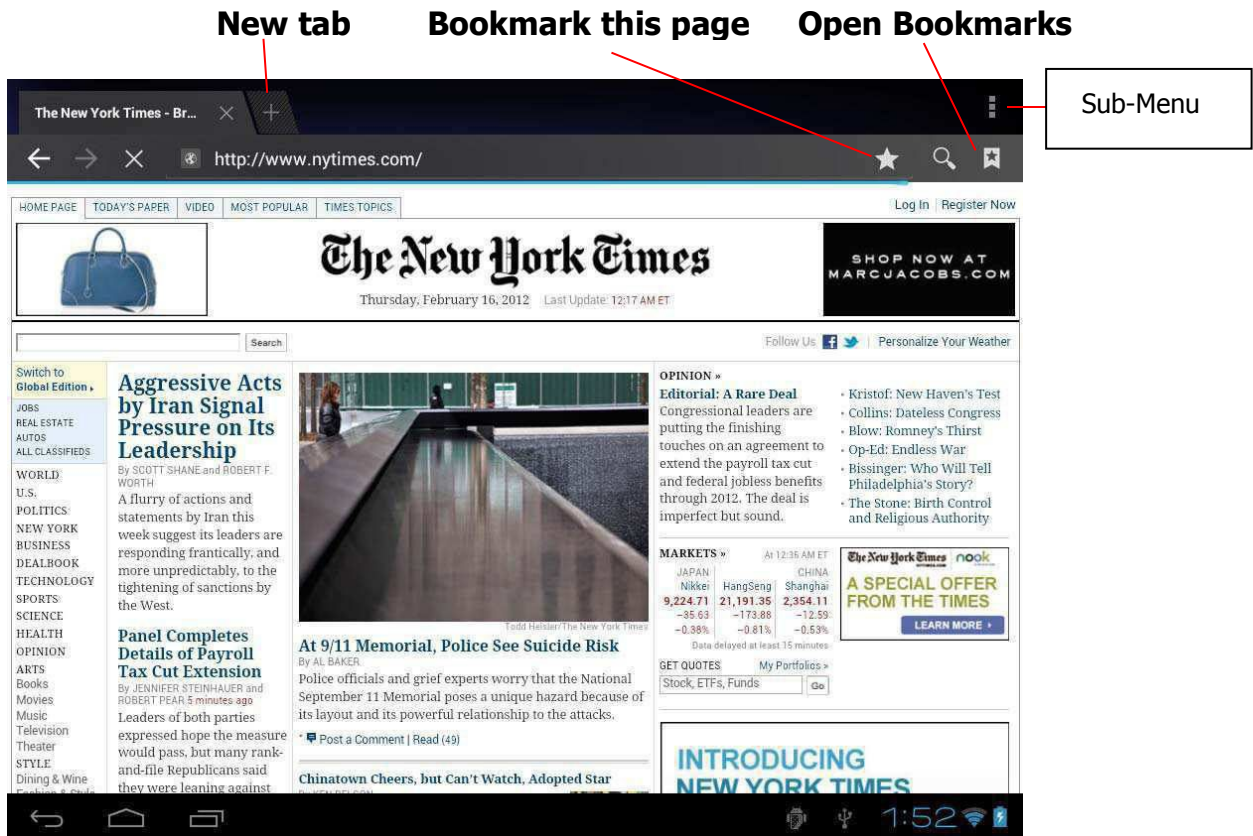 New tab
Bookmark this page
Open Bookmarks
Sub-Menu
The New York Times - Br...
http://www.nytimes.com/
HOME PAGE
TODAY'S PAPER
VIDEO
MOST POPULAR
TIMES TOPICS
Log In
Register Now
The New York Times
Thursday, February 16, 2012 Last Update: 12:17 AM ET
SHOP NOW AT
MARCJACOBS.COM
Search
Follow Us
Personalize Your Weather
Switch to
Global Edition
JOBS
REAL ESTATE
AUTOS
ALL CLASSIFIEDS
WORLD
U.S.
POLITICS
NEW YORK
BUSINESS
DEALBOOK
TECHNOLOGY
SPORTS
SCIENCE
HEALTH
OPINION
ARTS
Books
Movies
Music
Television
Theater
STYLE
Dining & Wine
Fashion & Style
Aggressive Acts
by Iran Signal
Pressure on Its
Leadership
By SCOTT SHANE and ROBERT F.
WORTH
A flurry of actions and
statements by Iran this
week suggest its leaders are
responding frantically, and
more unpredictably, to the
tightening of sanctions by
the West.
Panel Completes
Details of Payroll
Tax Cut Extension
By JENNIFER STEINHAUER and
ROBERT PEAR 5 minutes ago
Leaders of both parties
expressed hope the measure
would pass, but many rank-
and-file Republicans said
they were leaning against
Todd Heisler/The New York Times
At 9/11 Memorial, Police See Suicide Risk
By AL BAKER
Police officials and grief experts worry that the National
September 11 Memorial poses a unique hazard because of
its layout and its powerful relationship to the attacks.
Post a Comment | Read (49)
Chinatown Cheers, but Can't Watch, Adopted Star
By KEN BELSON
OPINION »
Editorial: A Rare Deal
Congressional leaders are
putting the finishing
touches on an agreement to
extend the payroll tax cut
and federal jobless benefits
through 2012. The deal is
imperfect but sound.
• Kristof: New Haven's Test
• Collins: Dateless Congress
• Blow: Romney's Thirst
• Op-Ed: Endless War
• Bissinger: Who Will Tell
Philadelphia's Story?
• The Stone: Birth Control
and Religious Authority
MARKETS » At 12:36 AM ET
JAPAN CHINA
Nikkei HangSeng Shanghai
9,224.71 21,191.35 2,354.11
−35.63 −173.88 −12.59
−0.38% −0.81% −0.53%
Data delayed at least 15 minutes
GET QUOTES My Portfolios »
Stock, ETFs, Funds Go
The New York Times nook
A SPECIAL OFFER
FROM THE TIMES
LEARN MORE
INTRODUCING
NEW YORK TIMES
1:52